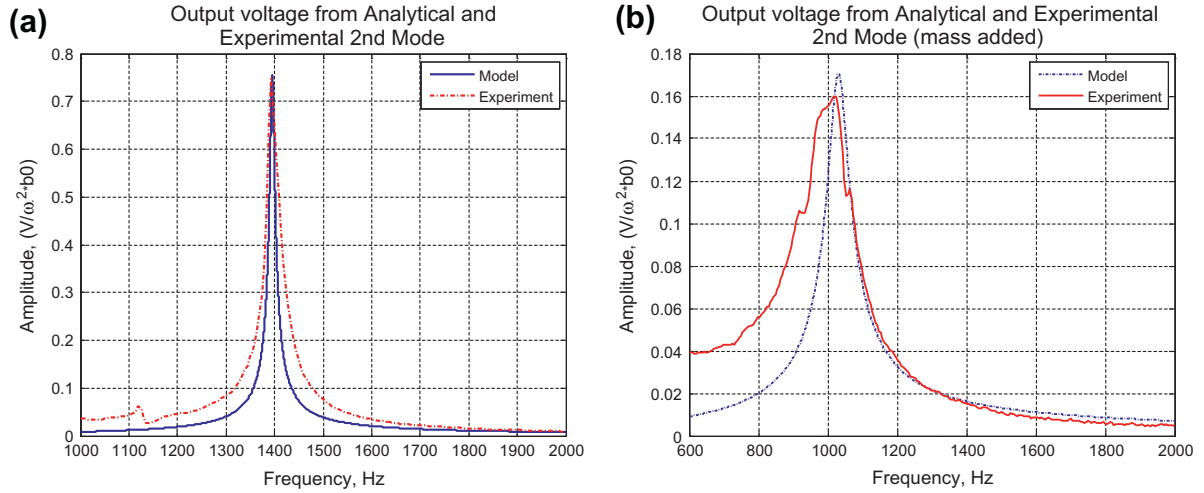 (a)
Output voltage from Analytical and
Experimental 2nd Mode
0.8
0.7
0.6
0.5
0.4
0.3
0.2
0.1
0
Amplitude, (V/ω²*b0)
Model
Experiment
1000 1100 1200 1300 1400 1500 1600 1700 1800 1900 2000
Frequency, Hz
(b)
Output voltage from Analytical and Experimental
2nd Mode (mass added)
0.18
0.16
0.14
0.12
0.1
0.08
0.06
0.04
0.02
0
Amplitude, (V/ω²*b0)
Model
Experiment
600 800 1000 1200 1400 1600 1800 2000
Frequency, Hz